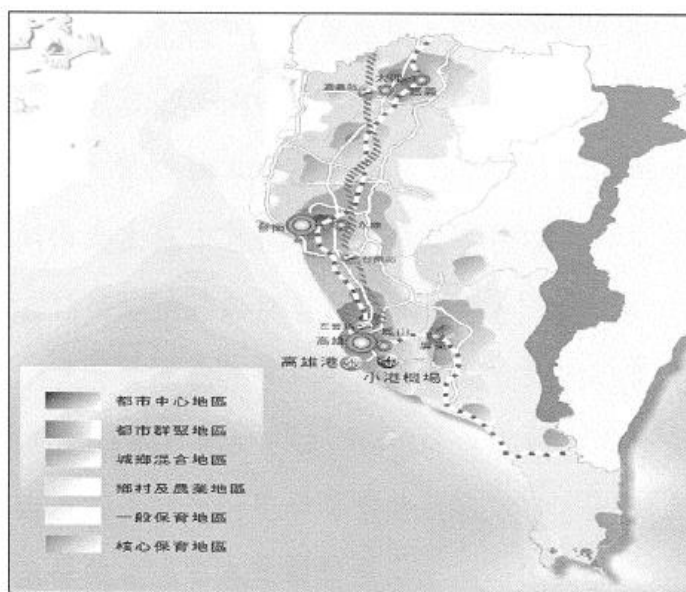 嘉義
高雄
鳳山
高雄港
小港機場
都市中心地區
都市群聚地區
城鄉混合地區
鄉村及農業地區
一般保育地區
核心保育地區